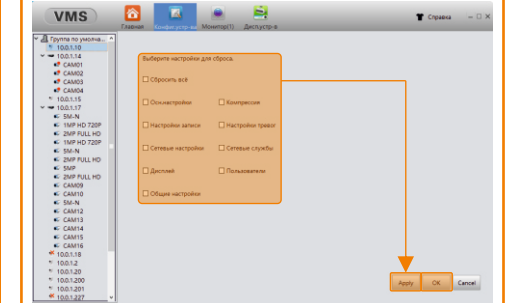 VMS
Главная Конфиг.устр-ва Монитор(1) Дисп.устр-в
Справка
Группа по умолча...
10.0.1.10
10.0.1.14
CAM01
CAM02
CAM03
CAM04
10.0.1.15
10.0.1.17
5M-N
1MP HD 720P
2MP FULL HD
1MP HD 720P
5M-N
2MP FULL HD
5MP
2MP FULL HD
CAM09
CAM10
5M-N
CAM12
CAM13
CAM14
CAM15
CAM16
10.0.1.18
10.0.1.2
10.0.1.20
10.0.1.200
10.0.1.201
10.0.1.227
Выберите настройки для сброса.
Сбросить всё
Осн.настройки Компрессия
Настройки записи Настройки тревог
Сетевые настройки Сетевые службы
Дисплей Пользователи
Общие настройки
Apply OK Cancel